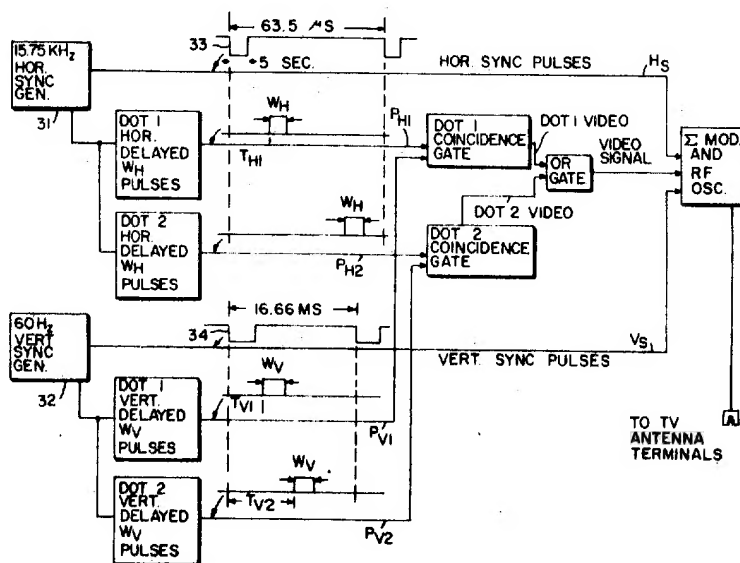 63.5 µS
33
5 SEC.
HOR. SYNC PULSES
HS
15.75 KHz
HOR.
SYNC
GEN.
31
DOT 1
HOR.
DELAYED
WH
PULSES
WH
TH1
PH1
DOT 1
COINCIDENCE
GATE
DOT 1 VIDEO
OR
GATE
VIDEO
SIGNAL
Σ MOD.
AND
RF
OSC.
DOT 2
HOR.
DELAYED
WH
PULSES
WH
PH2
DOT 2 VIDEO
DOT 2
COINCIDENCE
GATE
16.66 MS
34
VERT. SYNC PULSES
VS
60 Hz
VERT
SYNC
GEN.
32
DOT 1
VERT.
DELAYED
WV
PULSES
WV
TV1
PV1
DOT 2
VERT.
DELAYED
WV
PULSES
WV
TV2
PV2
A
TO TV
ANTENNA
TERMINALS